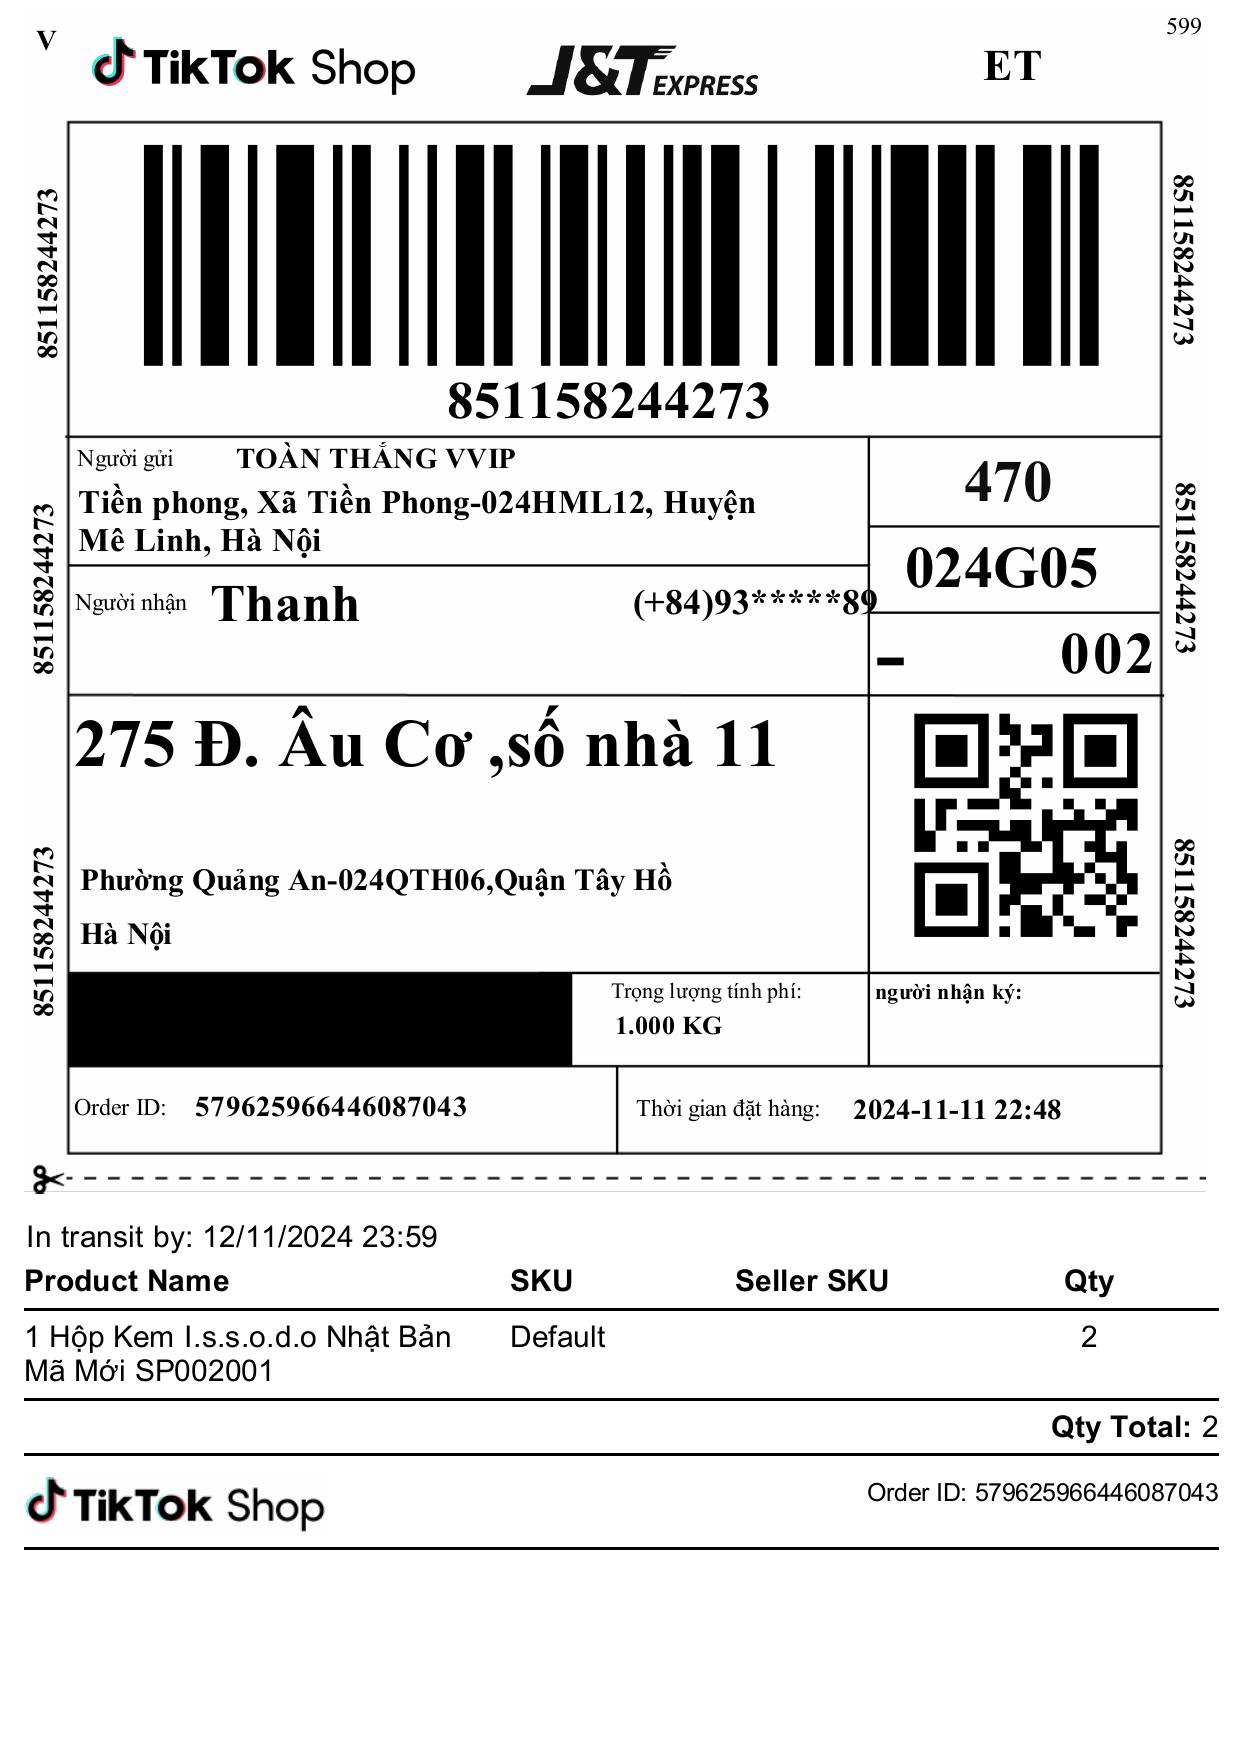 599
V
TikTok Shop
J&T EXPRESS
ET
851158244273
851158244273
851158244273
Người gửi TOÀN THẮNG VVIP
Tiền phong, Xã Tiền Phong-024HML12, Huyện
Mê Linh, Hà Nội
470
024G05
851158244273
851158244273
Người nhận Thanh (+84)93*****89
- 002
275 Đ. Âu Cơ ,số nhà 11
Phường Quảng An-024QTH06,Quận Tây Hồ
Hà Nội
851158244273
851158244273
Trọng lượng tính phí:
1.000 KG
người nhận ký:
Order ID: 579625966446087043
Thời gian đặt hàng: 2024-11-11 22:48
In transit by: 12/11/2024 23:59
Product Name SKU Seller SKU Qty
1 Hộp Kem I.s.s.o.d.o Nhật Bản Default 2
Mã Mới SP002001
Qty Total: 2
TikTok Shop
Order ID: 579625966446087043